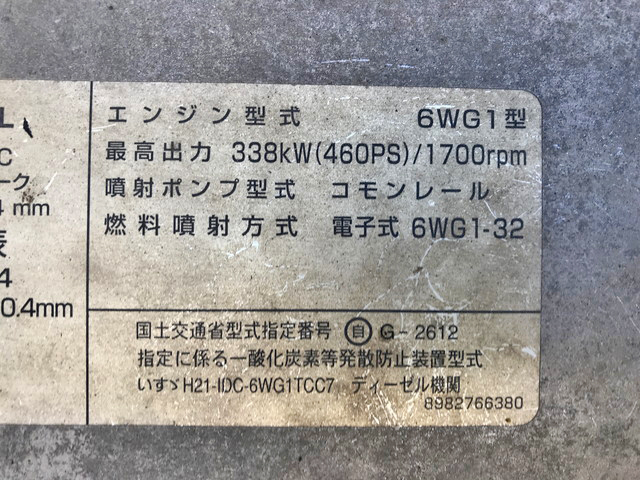 L
C
ーク
4 mm
表
4
0.4mm
エンジン型式 6WG1型
最高出力 338kW(460PS)/1700rpm
噴射ポンプ型式 コモンレール
燃料噴射方式 電子式 6WG1-32
国土交通省型式指定番号 自 G-2612
指定に係る一酸化炭素等発散防止装置型式
いすゞH21-IDC-6WG1TCC7 ディーゼル機関
8982766380